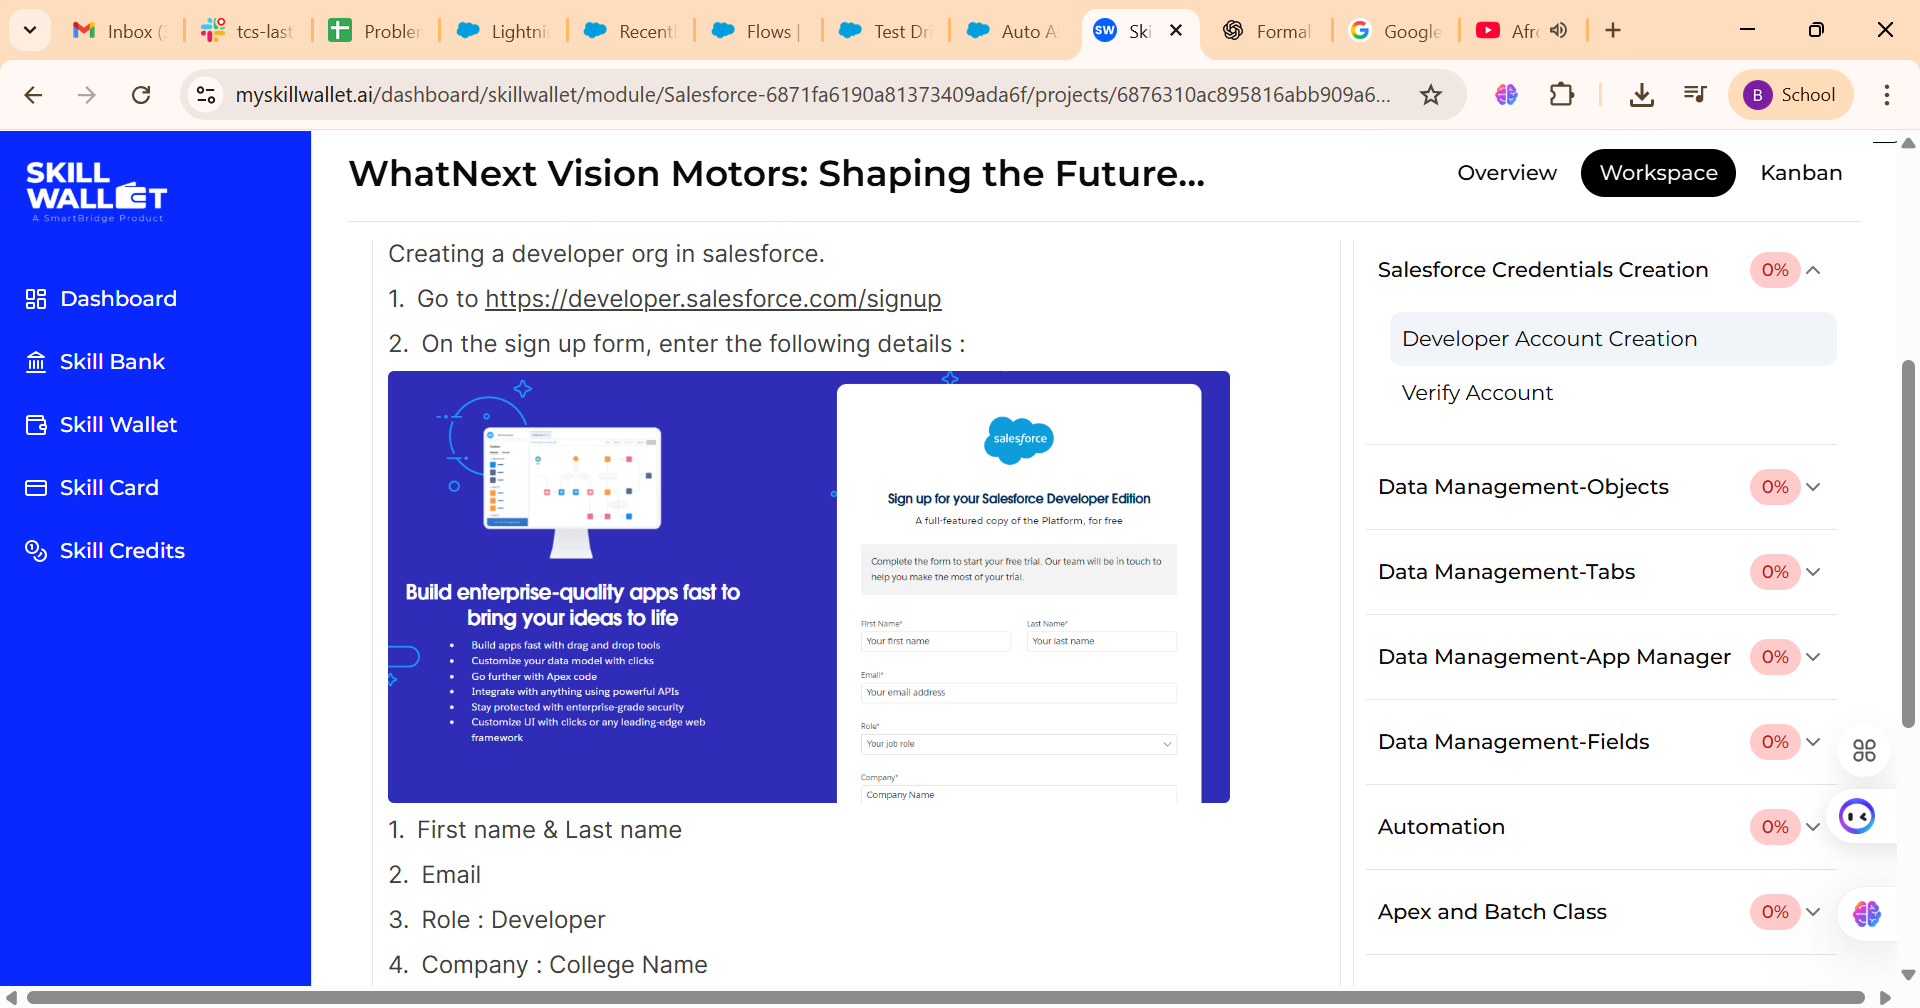 Inbox (
tcs-last
Probler
Lightni
Recent
Flows |
Test Dr
Auto A
SW
Ski
Formal
Google
Afr
myskillwallet.ai/dashboard/skillwallet/module/Salesforce-6871fa6190a81373409ada6f/projects/6876310ac895816abb909a6...
B
School
SKILL
WALLET
A SmartBridge Product
Dashboard
Skill Bank
Skill Wallet
Skill Card
Skill Credits
WhatNext Vision Motors: Shaping the Future...
Overview
Workspace
Kanban
Creating a developer org in salesforce.
1. Go to https://developer.salesforce.com/signup
2. On the sign up form, enter the following details :
Build enterprise-quality apps fast to
bring your ideas to life
• Build apps fast with drag and drop tools
• Customize your data model with clicks
• Go further with Apex code
• Integrate with anything using powerful APIs
• Stay protected with enterprise-grade security
• Customize UI with clicks or any leading-edge web
framework
salesforce
Sign up for your Salesforce Developer Edition
A full-featured copy of the Platform, for free
Complete the form to start your free trial. Our team will be in touch to
help you make the most of your trial.
First Name*
Last Name*
Your first name
Your last name
Email*
Your email address
Role*
Your job role
Company*
Company Name
1. First name & Last name
2. Email
3. Role : Developer
4. Company : College Name
Salesforce Credentials Creation
0%
Developer Account Creation
Verify Account
Data Management-Objects
0%
Data Management-Tabs
0%
Data Management-App Manager
0%
Data Management-Fields
0%
Automation
0%
Apex and Batch Class
0%